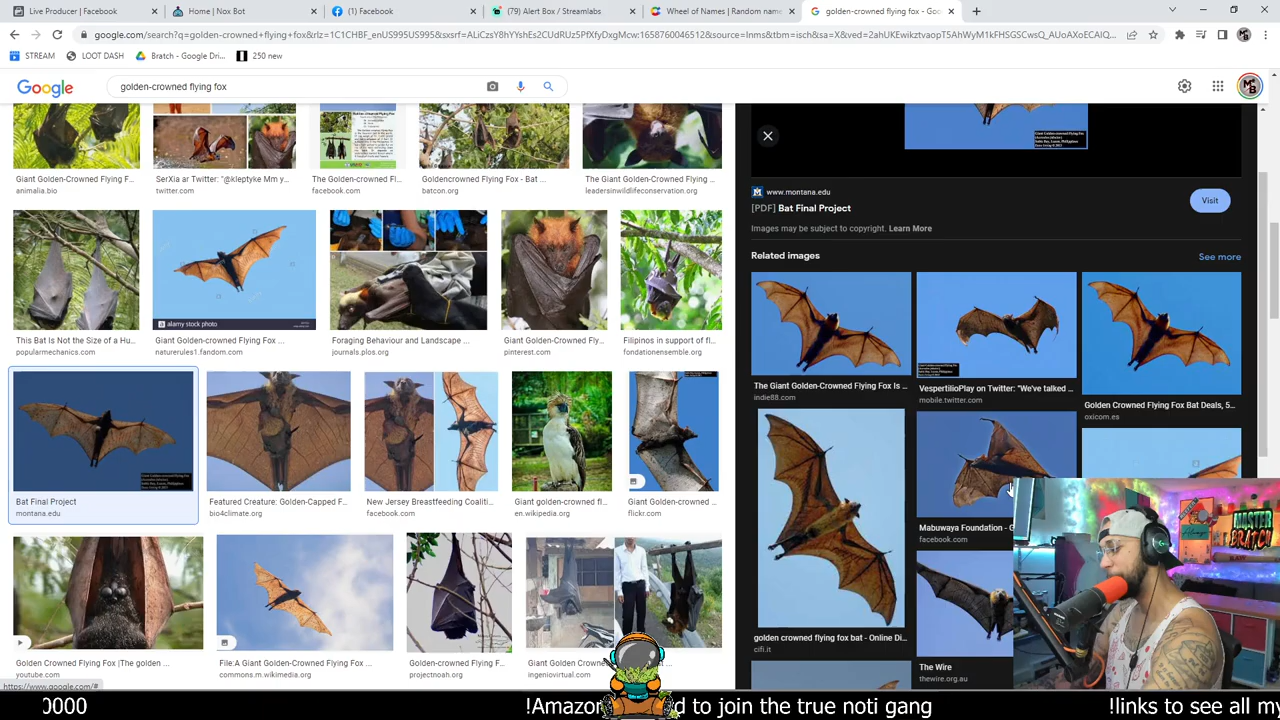 Live Producer | Facebook
Home | Nox Bot
(3) Facebook
(79) Alert Box / Streamlabs
Wheel of Names | Random name
golden-crowned flying fox - Goo
google.com/search?q=golden-crowned+flying+fox&rlz=1C1CHBF_enUS995US995&sxsrf=
STREAM
LOOT DASH
Bratch - Google Dri...
250 new
Google
golden-crowned flying fox
Giant Golden-Crowned Flying F...
animalia.bio
SerXia ar Twitter: "@kleptyke Mm y...
twitter.com
The Golden-crowned Fl...
facebook.com
Goldencrowned Flying Fox - Bat ...
batcon.org
The Giant Golden-Crowned Flying ...
leadersinwildlifeconservation.org
www.montana.edu
[PDF] Bat Final Project
Visit
Images may be subject to copyright. Learn More
Related images
See more
alamy stock photo
This Bat Is Not the Size of a Hu...
popularmechanics.com
Giant Golden-crowned Flying Fox ...
naturerules1.fandom.com
Foraging Behaviour and Landscape ...
journals.plos.org
Giant Golden-Crowned Fly...
pinterest.com
Filipinos in support of fl...
fondationensemble.org
The Giant Golden-Crowned Flying Fox Is ...
indie88.com
VespertilioPlay on Twitter: "We've talked ...
mobile.twitter.com
Golden Crowned Flying Fox Bat Deals, 5...
oxicom.es
Bat Final Project
montana.edu
Featured Creature: Golden-Capped F...
bio4climate.org
New Jersey Breastfeeding Coaliti...
facebook.com
Giant golden-crowned fl...
en.wikipedia.org
Giant Golden-crowned ...
flickr.com
Mabuwaya Foundation - G
facebook.com
golden crowned flying fox bat - Online Di...
cifi.it
The Wire
thewire.org.au
Golden Crowned Flying Fox |The golden ...
youtube.com
File:A Giant Golden-Crowned Flying Fox ...
commons.m.wikimedia.org
Golden-crowned Flying F...
projectnoah.org
Giant Golden Crowned
ingeniovirtual.com
https://www.google.com/#
MASTER
BRATCH
0000
!Amazon
d to join the true noti gang
!links to see all my